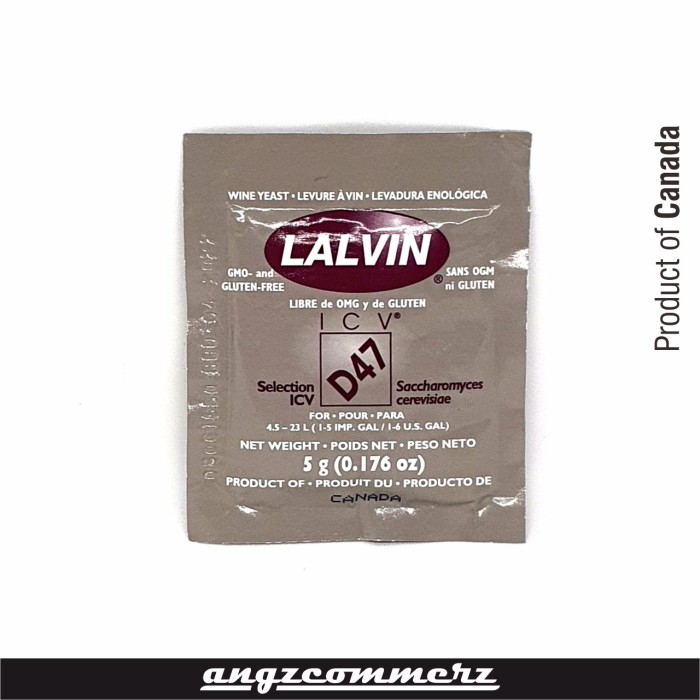 WINE YEAST • LEVURE À VIN • LEVADURA ENOLÓGICA
LALVIN®
GMO- and GLUTEN-FREE
SANS OGM ni GLUTEN
LIBRE de OMG y de GLUTEN
I C V®
D47
Selection ICV
Saccharomyces cerevisiae
FOR • POUR • PARA
4.5 – 23 L ( 1-5 IMP. GAL / 1-6 U.S. GAL)
NET WEIGHT • POIDS NET • PESO NETO
5 g (0.176 oz)
PRODUCT OF • PRODUIT DU • PRODUCTO DE
CANADA
Product of Canada
angzcommerz